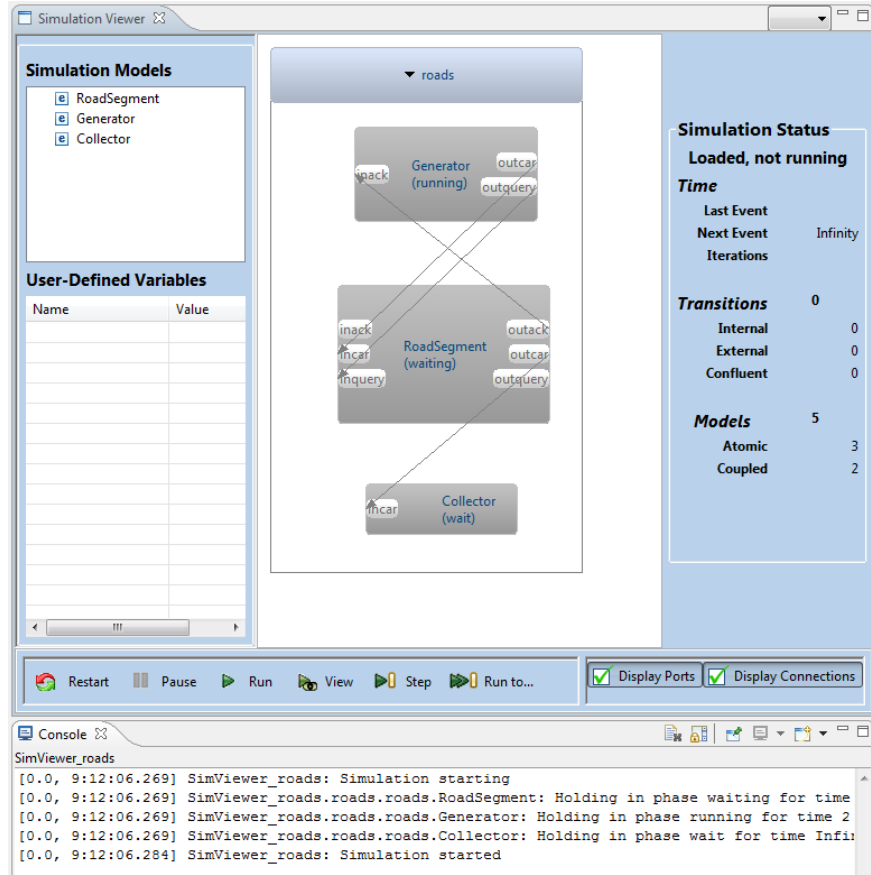 Simulation Viewer
Simulation Models
RoadSegment
Generator
Collector
User-Defined Variables
Name Value
roads
Generator
(running)
inack
outcar
outquery
RoadSegment
(waiting)
inack
incar
inquery
outack
outcar
outquery
Collector
(wait)
incar
Simulation Status
Loaded, not running
Time
Last Event
Next Event Infinity
Iterations
Transitions 0
Internal 0
External 0
Confluent 0
Models 5
Atomic 3
Coupled 2
Restart Pause Run View Step Run to... Display Ports Display Connections
Console
SimViewer_roads
[0.0, 9:12:06.269] SimViewer_roads: Simulation starting
[0.0, 9:12:06.269] SimViewer_roads.roads.roads.RoadSegment: Holding in phase waiting for time
[0.0, 9:12:06.269] SimViewer_roads.roads.roads.Generator: Holding in phase running for time 2
[0.0, 9:12:06.269] SimViewer_roads.roads.roads.Collector: Holding in phase wait for time Infi
[0.0, 9:12:06.284] SimViewer_roads: Simulation started